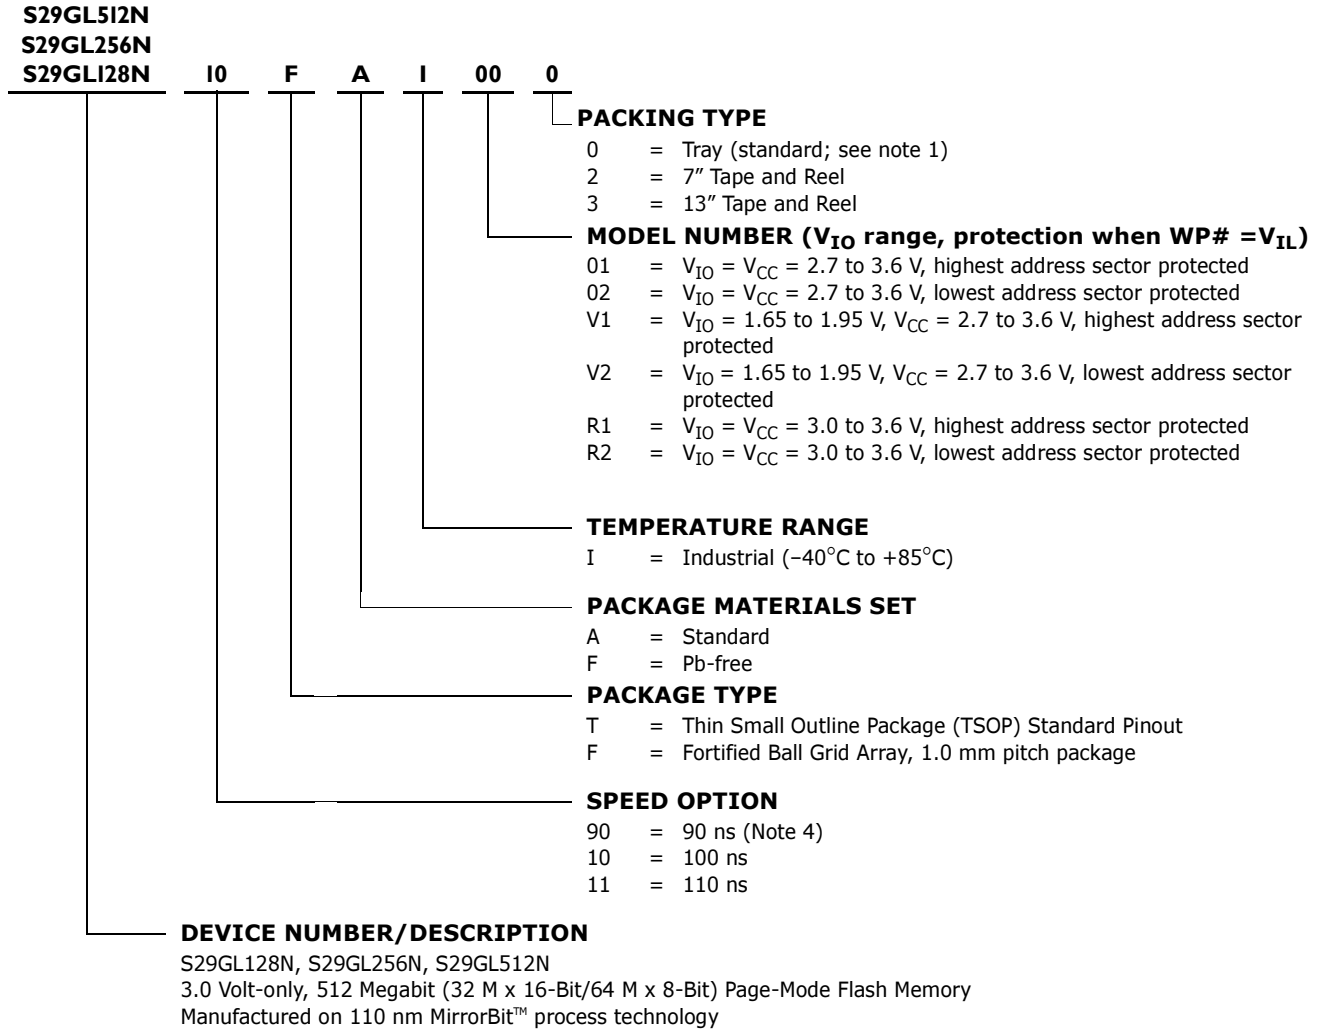 S29GL512N
S29GL256N
S29GL128N 10 F A I 00 0
PACKING TYPE
0 = Tray (standard; see note 1)
2 = 7” Tape and Reel
3 = 13” Tape and Reel
MODEL NUMBER (VIO range, protection when WP# =VIL)
01 = VIO = VCC = 2.7 to 3.6 V, highest address sector protected
02 = VIO = VCC = 2.7 to 3.6 V, lowest address sector protected
V1 = VIO = 1.65 to 1.95 V, VCC = 2.7 to 3.6 V, highest address sector
protected
V2 = VIO = 1.65 to 1.95 V, VCC = 2.7 to 3.6 V, lowest address sector
protected
R1 = VIO = VCC = 3.0 to 3.6 V, highest address sector protected
R2 = VIO = VCC = 3.0 to 3.6 V, lowest address sector protected
TEMPERATURE RANGE
I = Industrial (–40°C to +85°C)
PACKAGE MATERIALS SET
A = Standard
F = Pb-free
PACKAGE TYPE
T = Thin Small Outline Package (TSOP) Standard Pinout
F = Fortified Ball Grid Array, 1.0 mm pitch package
SPEED OPTION
90 = 90 ns (Note 4)
10 = 100 ns
11 = 110 ns
DEVICE NUMBER/DESCRIPTION
S29GL128N, S29GL256N, S29GL512N
3.0 Volt-only, 512 Megabit (32 M x 16-Bit/64 M x 8-Bit) Page-Mode Flash Memory
Manufactured on 110 nm MirrorBit™ process technology